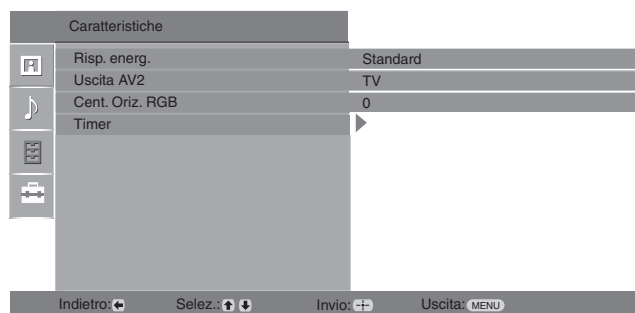 Caratteristiche
Risp. energ. Standard
Uscita AV2 TV
Cent. Oriz. RGB 0
Timer
Indietro: Selez.: Invio: Uscita: MENU